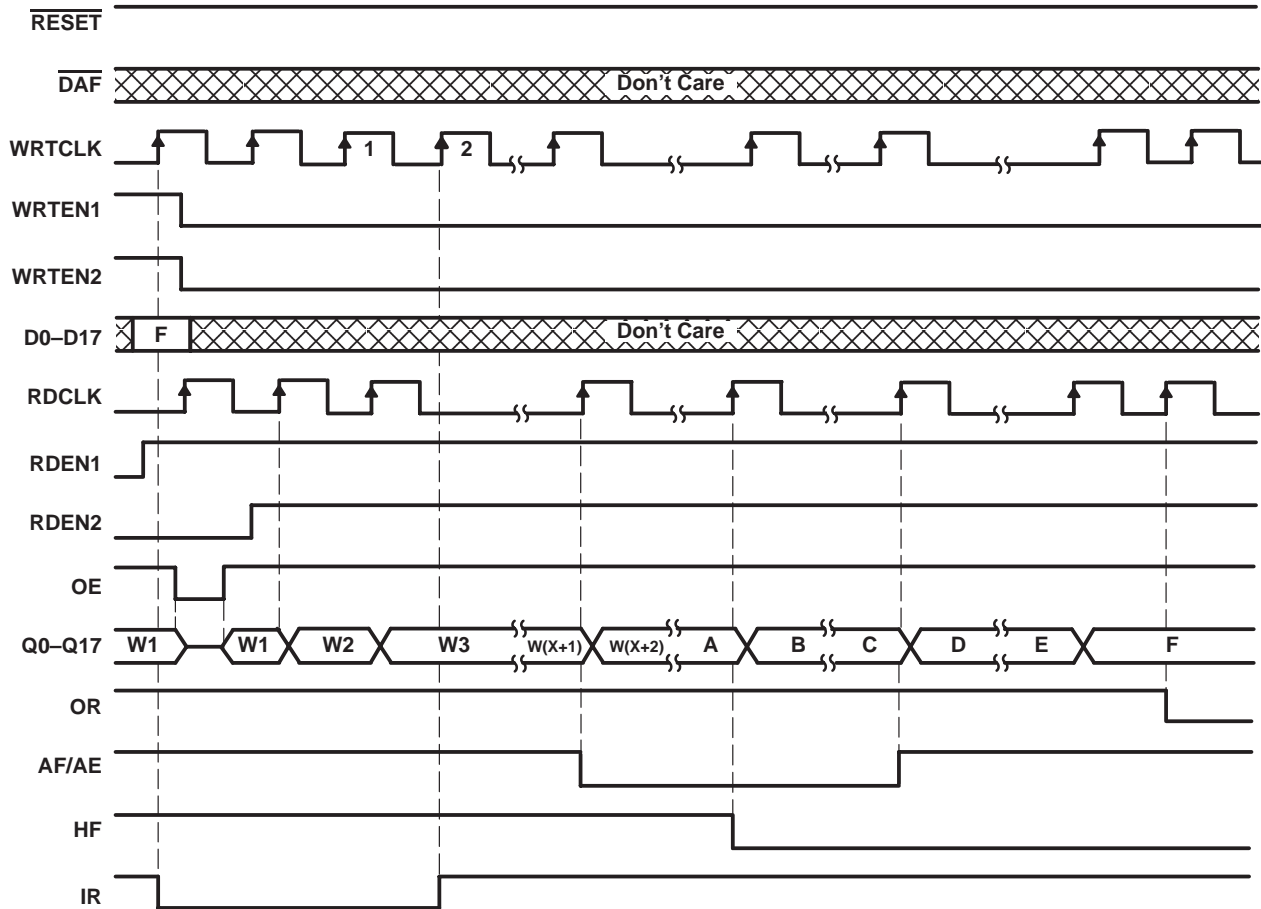 RESET
DAF Don't Care
WRTCLK 1 2
WRTEN1
WRTEN2
D0–D17 F Don't Care
RDCLK
RDEN1
RDEN2
OE
Q0–Q17 W1 W1 W2 W3 W(X+1) W(X+2) A B C D E F
OR
AF/AE
HF
IR